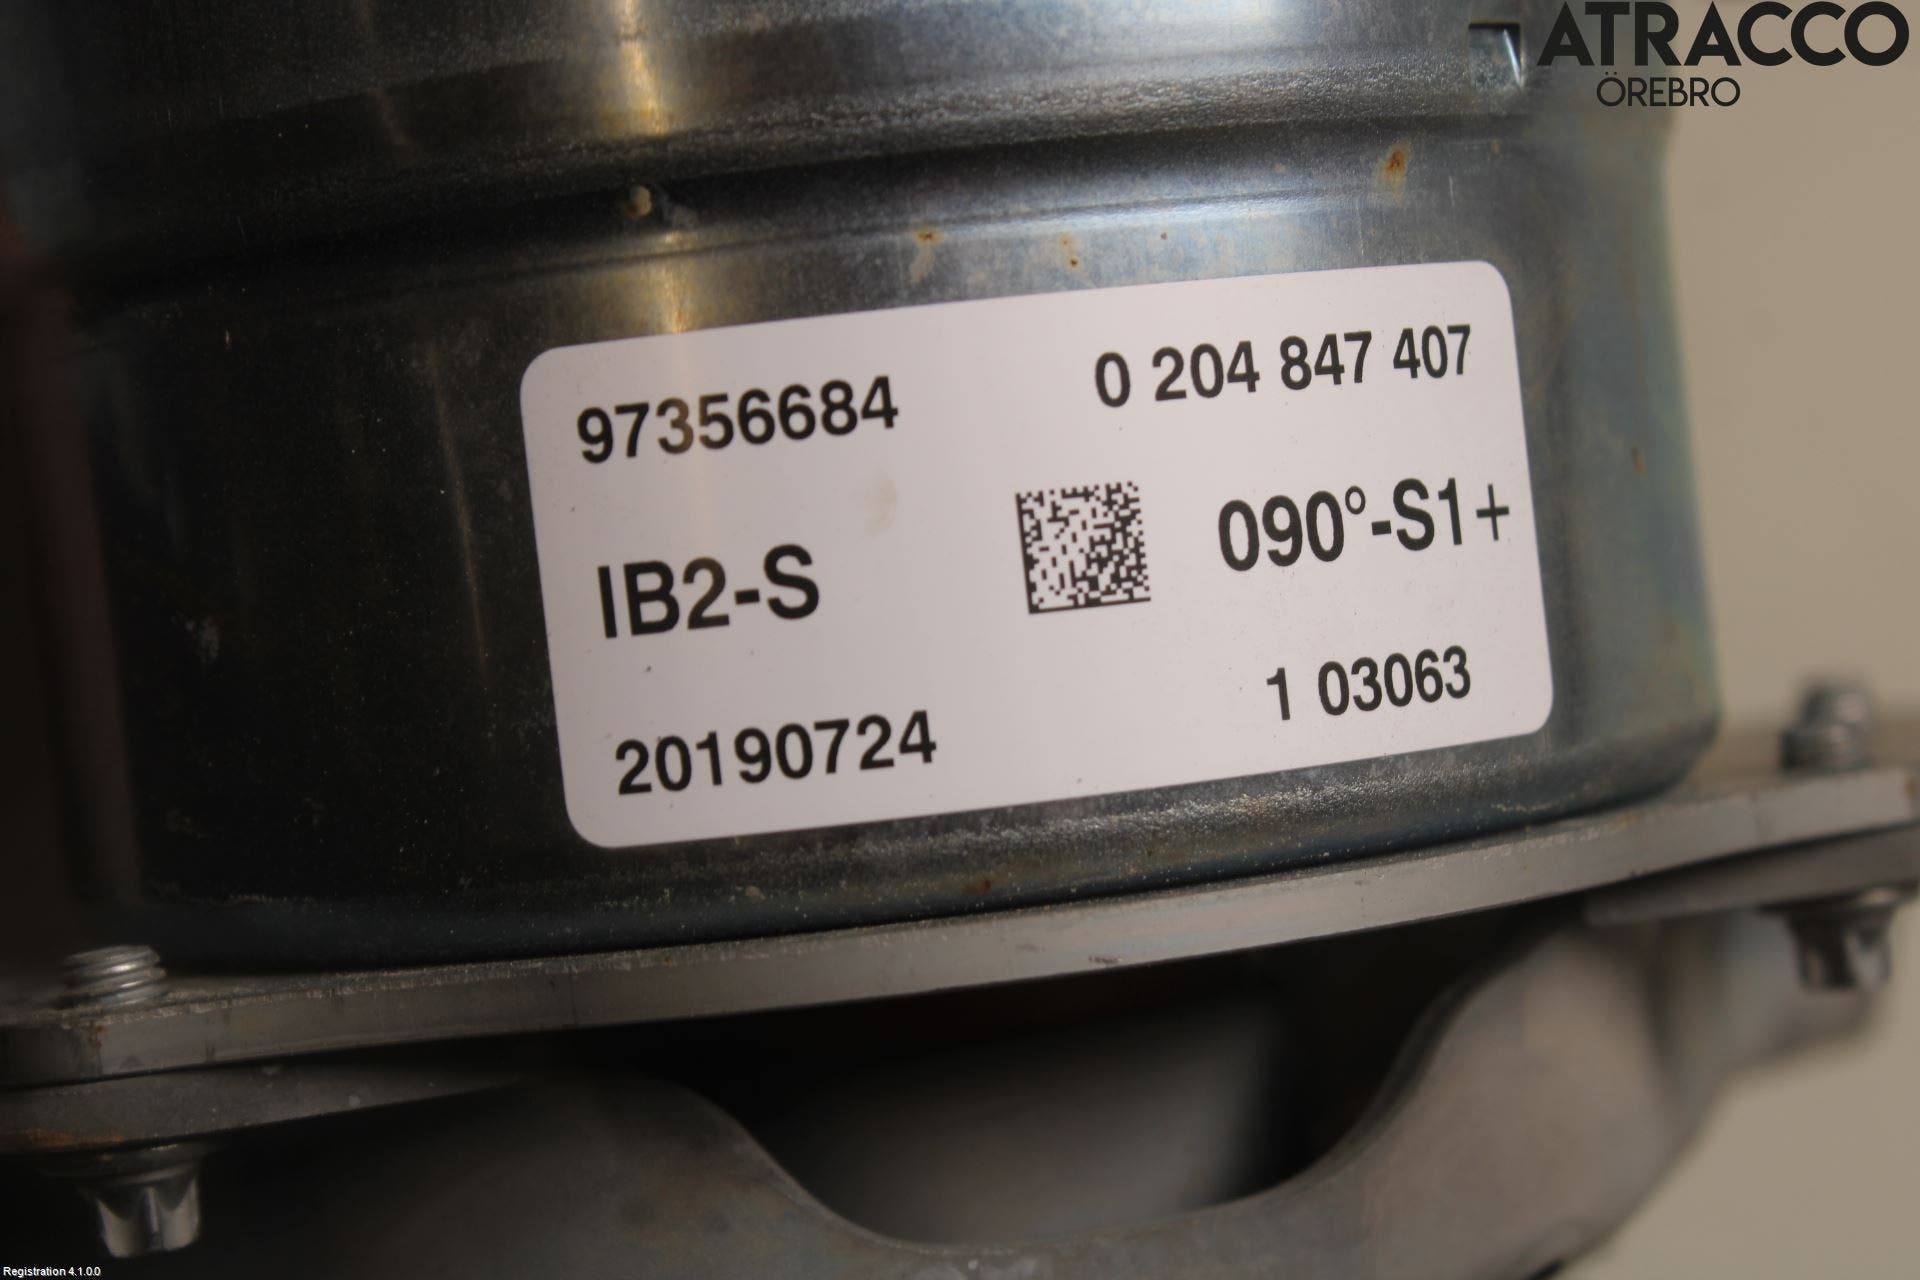 ATRACCO
ÖREBRO
97356684 0 204 847 407
IB2-S 090°-S1+
20190724 1 03063
Registration 4.1.0.0